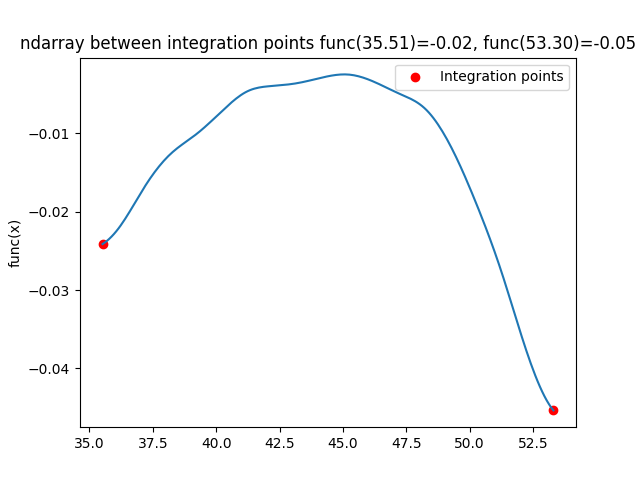 ndarray between integration points func(35.51)=-0.02, func(53.30)=-0.05
Integration points
func(x)
−0.01
−0.02
−0.03
−0.04
35.0 37.5 40.0 42.5 45.0 47.5 50.0 52.5